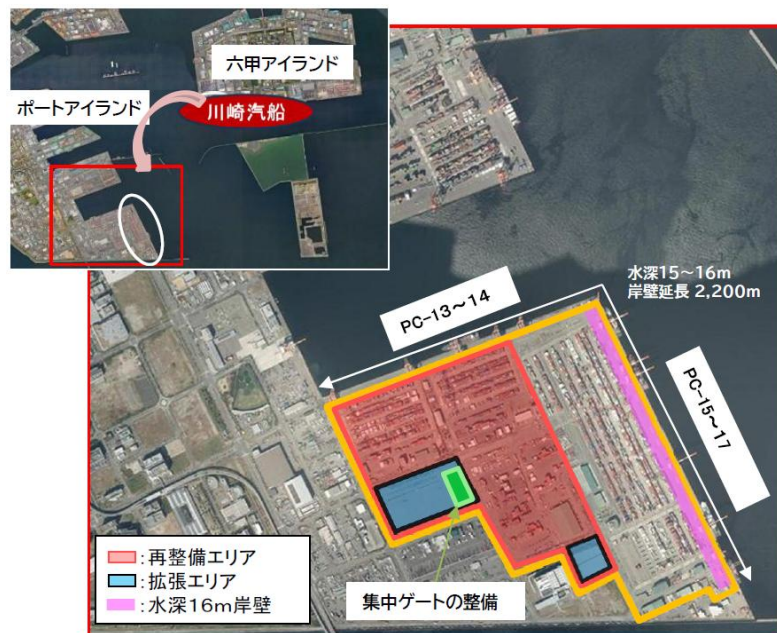 六甲アイランド
ポートアイランド
川崎汽船
水深15～16m
岸壁延長 2,200m
PC-13～14
PC-15～17
:再整備エリア
:拡張エリア
:水深16m岸壁
集中ゲートの整備